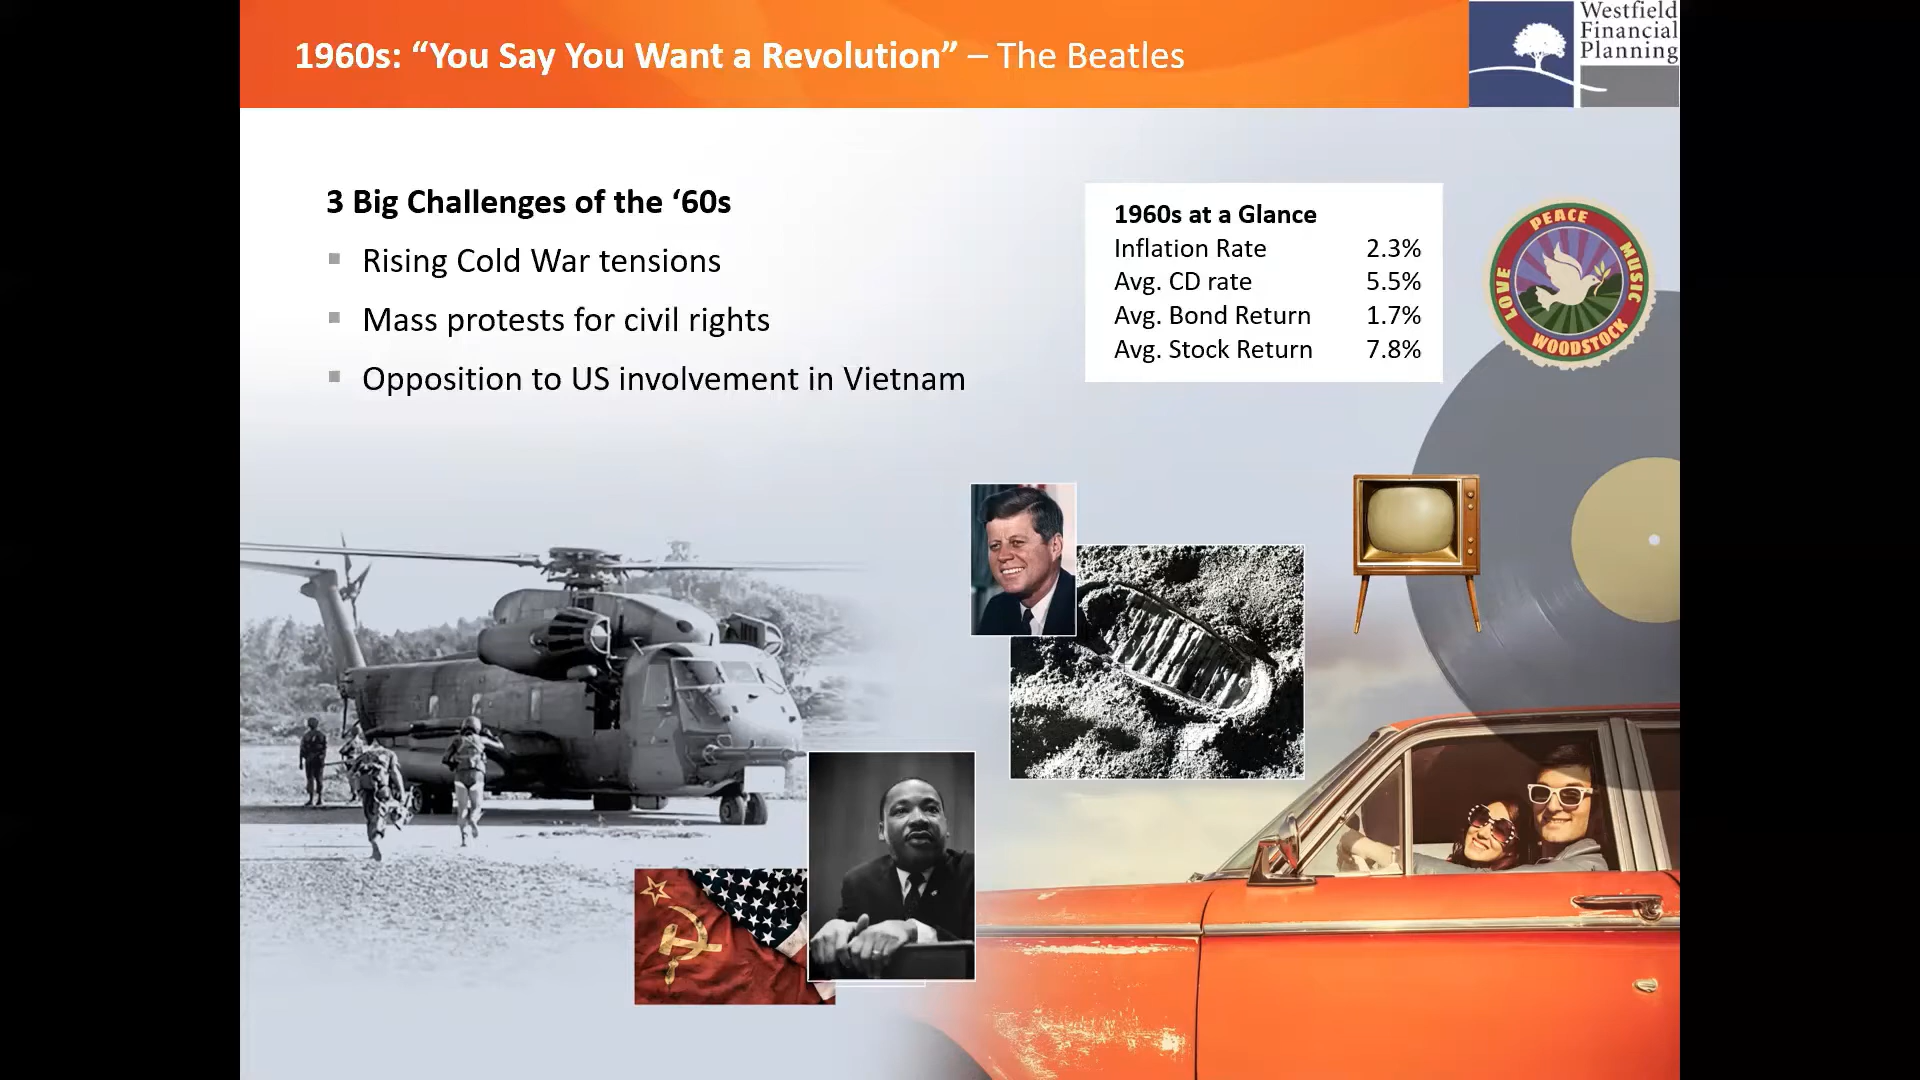 1960s: “You Say You Want a Revolution” – The Beatles
Westfield
Financial
Planning
3 Big Challenges of the ‘60s
Rising Cold War tensions
Mass protests for civil rights
Opposition to US involvement in Vietnam
1960s at a Glance
Inflation Rate 2.3%
Avg. CD rate 5.5%
Avg. Bond Return 1.7%
Avg. Stock Return 7.8%
PEACE
LOVE
MUSIC
WOODSTOCK